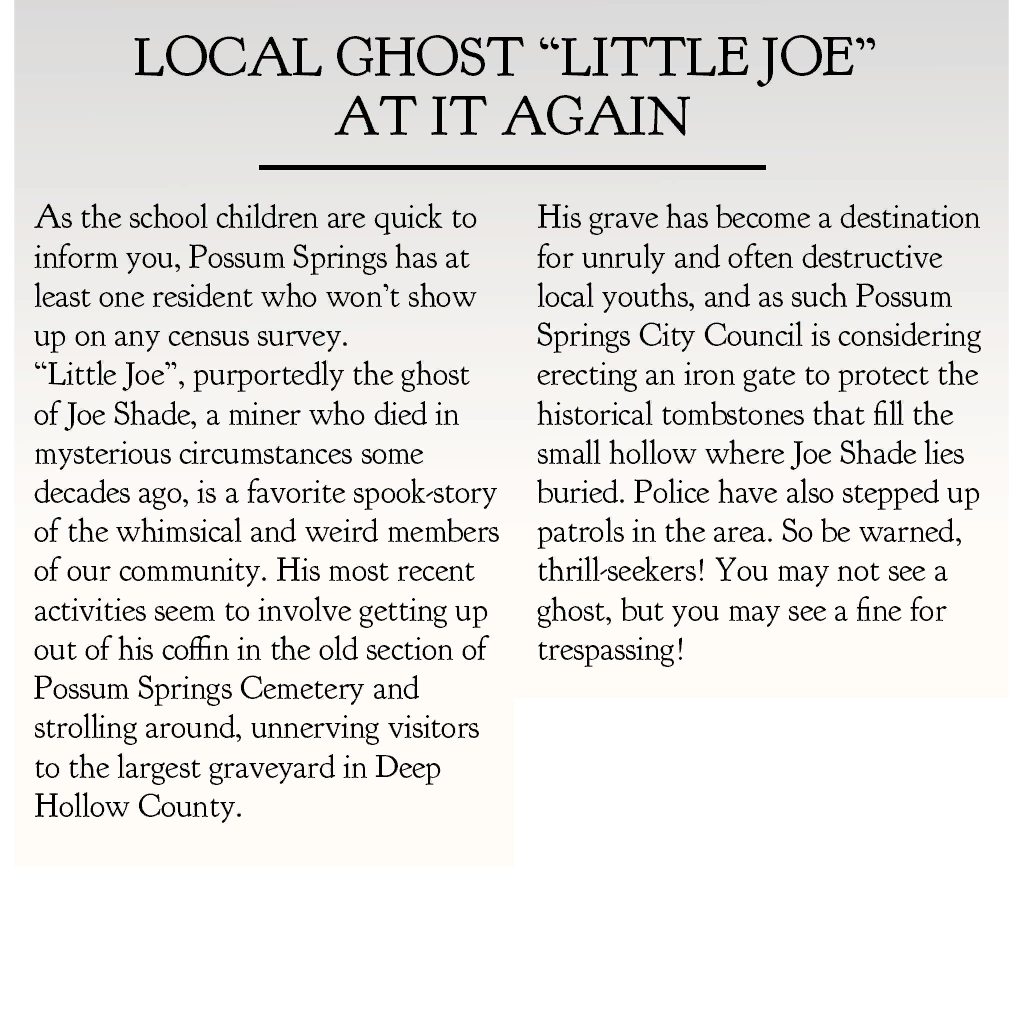 LOCAL GHOST “LITTLE JOE”
AT IT AGAIN
As the school children are quick to
inform you, Possum Springs has at
least one resident who won’t show
up on any census survey.
“Little Joe”, purportedly the ghost
of Joe Shade, a miner who died in
mysterious circumstances some
decades ago, is a favorite spook-story
of the whimsical and weird members
of our community. His most recent
activities seem to involve getting up
out of his coffin in the old section of
Possum Springs Cemetery and
strolling around, unnerving visitors
to the largest graveyard in Deep
Hollow County.
His grave has become a destination
for unruly and often destructive
local youths, and as such Possum
Springs City Council is considering
erecting an iron gate to protect the
historical tombstones that fill the
small hollow where Joe Shade lies
buried. Police have also stepped up
patrols in the area. So be warned,
thrill-seekers! You may not see a
ghost, but you may see a fine for
trespassing!